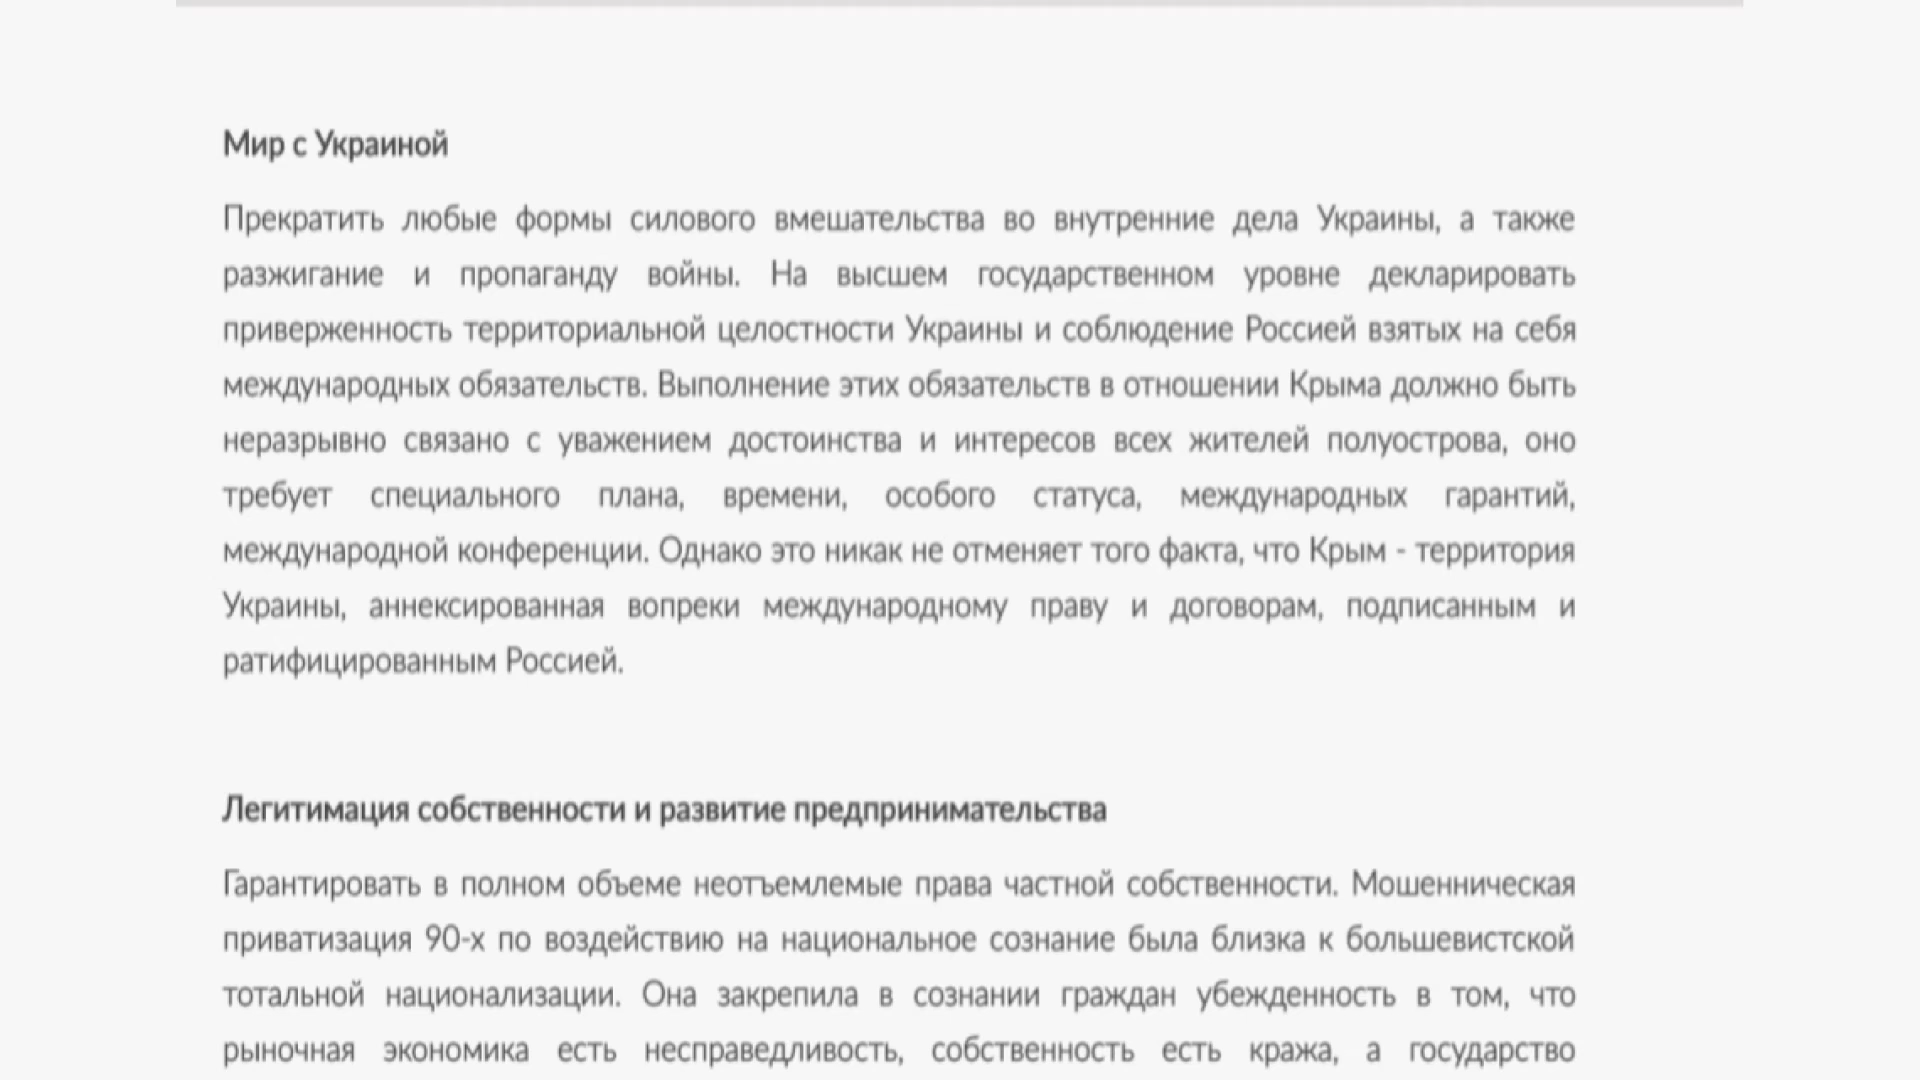 Мир с Украиной
Прекратить любые формы силового вмешательства во внутренние дела Украины, а также
разжигание и пропаганду войны. На высшем государственном уровне декларировать
приверженность территориальной целостности Украины и соблюдение Россией взятых на себя
международных обязательств. Выполнение этих обязательств в отношении Крыма должно быть
неразрывно связано с уважением достоинства и интересов всех жителей полуострова, оно
требует специального плана, времени, особого статуса, международных гарантий,
международной конференции. Однако это никак не отменяет того факта, что Крым - территория
Украины, аннексированная вопреки международному праву и договорам, подписанным и
ратифицированным Россией.
Легитимация собственности и развитие предпринимательства
Гарантировать в полном объеме неотъемлемые права частной собственности. Мошенническая
приватизация 90-х по воздействию на национальное сознание была близка к большевистской
тотальной национализации. Она закрепила в сознании граждан убежденность в том, что
рыночная экономика есть несправедливость, собственность есть кража, а государство